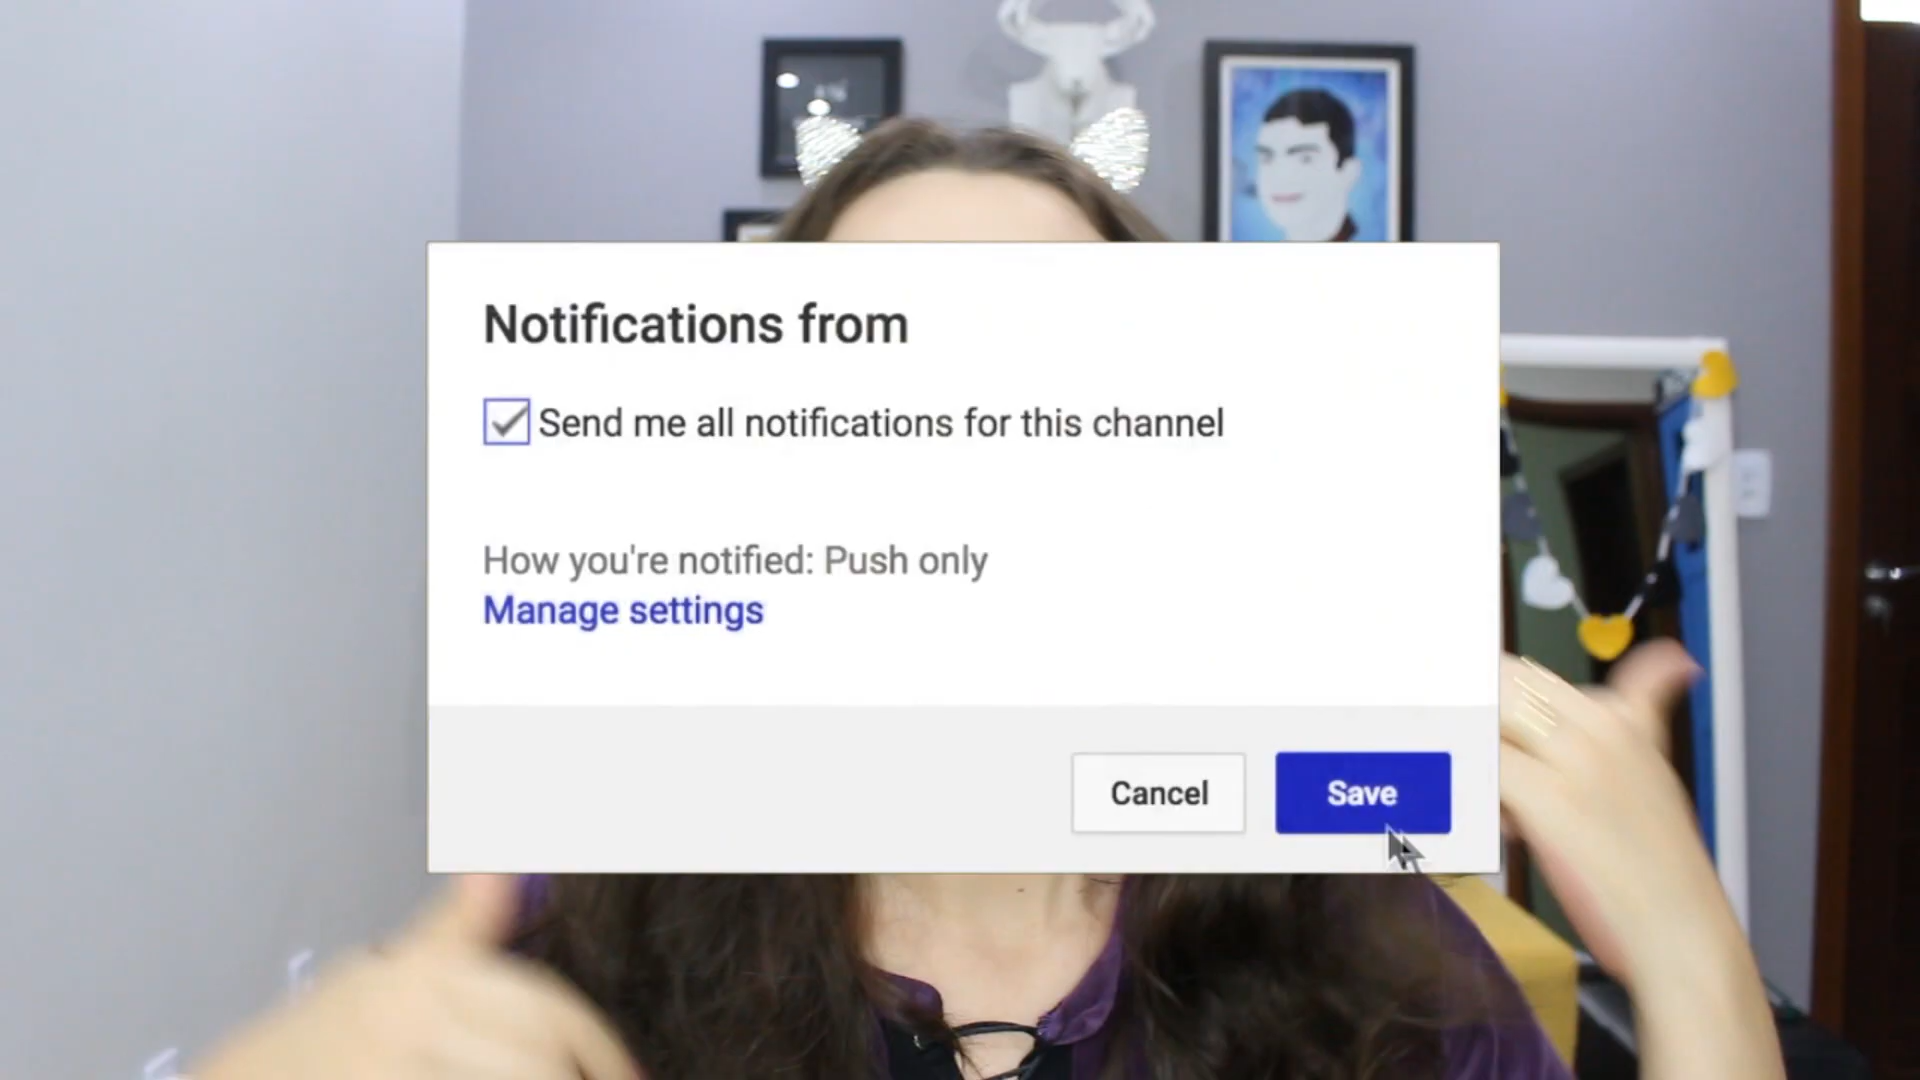 Notifications from
Send me all notifications for this channel
How you're notified: Push only
Manage settings
Cancel
Save